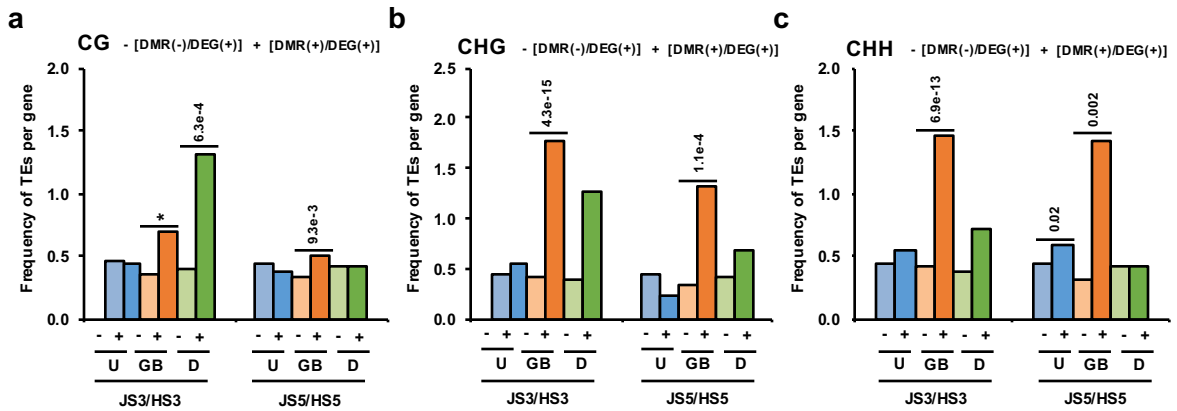 a
CG - [DMR(-)/DEG(+)] + [DMR(+)/DEG(+)]
Frequency of TEs per gene
2.0
1.5
1.0
0.5
0.0
*
6.3e-4
9.3e-3
- + - + - + - + - + - +
U GB D U GB D
JS3/HS3 JS5/HS5
b
CHG - [DMR(-)/DEG(+)] + [DMR(+)/DEG(+)]
Frequency of TEs per gene
2.5
2.0
1.5
1.0
0.5
0.0
4.3e-15
1.1e-4
- + - + - + - + - + - +
U GB D U GB D
JS3/HS3 JS5/HS5
c
CHH - [DMR(-)/DEG(+)] + [DMR(+)/DEG(+)]
Frequency of TEs per gene
2.0
1.5
1.0
0.5
0.0
6.9e-13
0.02
0.002
- + - + - + - + - + - +
U GB D U GB D
JS3/HS3 JS5/HS5